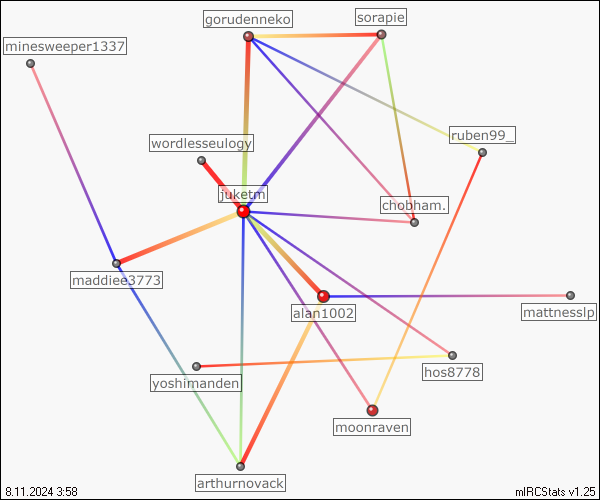 gorudenneko
sorapie
minesweeper1337
ruben99_
wordlesseulogy
juketm
chobham.
maddiee3773
alan1002
mattnesslp
hos8778
yoshimanden
moonraven
arthurnovack
8.11.2024 3:58
mIRCStats v1.25